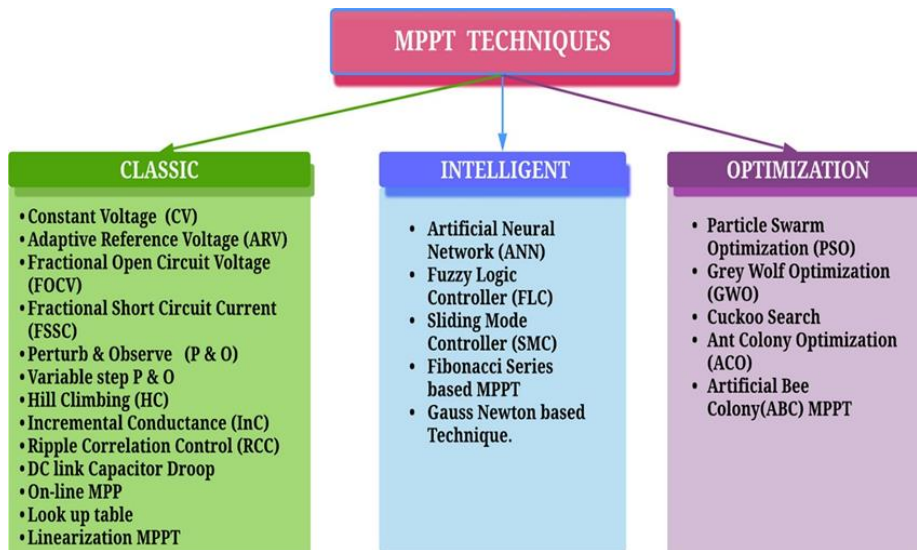 MPPT TECHNIQUES
CLASSIC
• Constant Voltage (CV)
• Adaptive Reference Voltage (ARV)
• Fractional Open Circuit Voltage
(FOCV)
• Fractional Short Circuit Current
(FSSC)
• Perturb & Observe (P & O)
• Variable step P & O
• Hill Climbing (HC)
• Incremental Conductance (InC)
• Ripple Correlation Control (RCC)
• DC link Capacitor Droop
• On-line MPP
• Look up table
• Linearization MPPT
INTELLIGENT
• Artificial Neural
Network (ANN)
• Fuzzy Logic
Controller (FLC)
• Sliding Mode
Controller (SMC)
• Fibonacci Series
based MPPT
• Gauss Newton based
Technique.
OPTIMIZATION
• Particle Swarm
Optimization (PSO)
• Grey Wolf Optimization
(GWO)
• Cuckoo Search
• Ant Colony Optimization
(ACO)
• Artificial Bee
Colony(ABC) MPPT